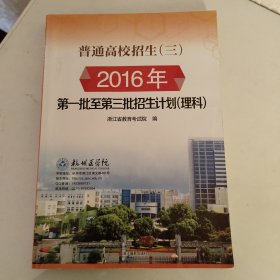 普通高校招生(三)
2016年
第一批至第三批招生计划(理科)
浙江省教育考试院 编
杭州医学院